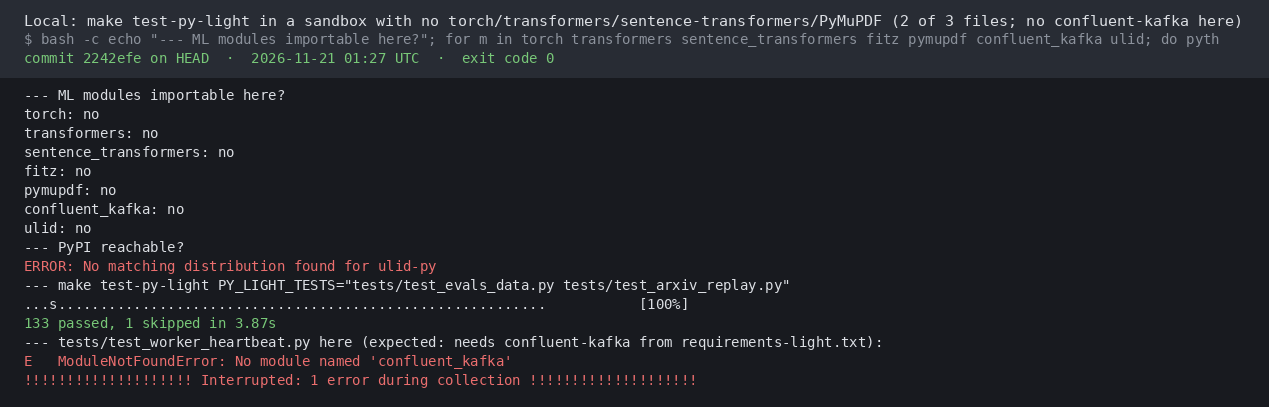 Local: make test-py-light in a sandbox with no torch/transformers/sentence-transformers/PyMuPDF (2 of 3 files; no confluent-kafka here)
$ bash -c echo "--- ML modules importable here?"; for m in torch transformers sentence_transformers fitz pymupdf confluent_kafka ulid; do pyth
commit 2242efe on HEAD  ·  2026-11-21 01:27 UTC  ·  exit code 0
--- ML modules importable here?
torch: no
transformers: no
sentence_transformers: no
fitz: no
pymupdf: no
confluent_kafka: no
ulid: no
--- PyPI reachable?
ERROR: No matching distribution found for ulid-py
--- make test-py-light PY_LIGHT_TESTS="tests/test_evals_data.py tests/test_arxiv_replay.py"
...s.......................................................... [100%]
133 passed, 1 skipped in 3.87s
--- tests/test_worker_heartbeat.py here (expected: needs confluent-kafka from requirements-light.txt):
E   ModuleNotFoundError: No module named 'confluent_kafka'
!!!!!!!!!!!!!!!!!!!! Interrupted: 1 error during collection !!!!!!!!!!!!!!!!!!!!